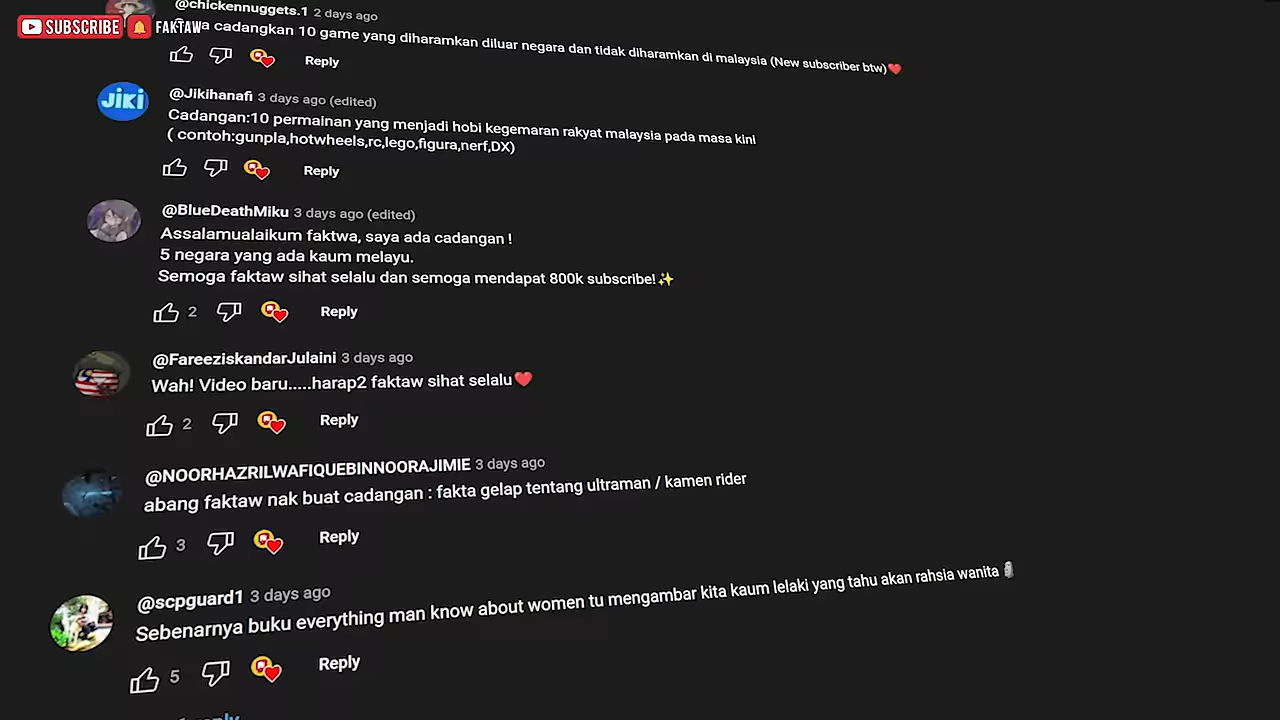 @chickennuggets.1 2 days ago
SUBSCRIBE FAKTAW
cadangkan 10 game yang diharamkan diluar negara dan tidak diharamkan di malaysia (New subscriber btw)❤️
Reply
JIKI
@Jikihanafi 3 days ago (edited)
Cadangan:10 permainan yang menjadi hobi kegemaran rakyat malaysia pada masa kini
( contoh:gunpla,hotwheels,rc,lego,figura,nerf,DX)
Reply
@BlueDeathMiku 3 days ago (edited)
Assalamualaikum faktwa, saya ada cadangan !
5 negara yang ada kaum melayu.
Semoga faktaw sihat selalu dan semoga mendapat 800k subscribe!✨
2 Reply
@FareeziskandarJulaini 3 days ago
Wah! Video baru.....harap2 faktaw sihat selalu❤️
2 Reply
@NOORHAZRILWAFIQUEBINNOORAJIMIE 3 days ago
abang faktaw nak buat cadangan : fakta gelap tentang ultraman / kamen rider
3 Reply
@scpguard1 3 days ago
Sebenarnya buku everything man know about women tu mengambar kita kaum lelaki yang tahu akan rahsia wanita 🗿
5 Reply
reply